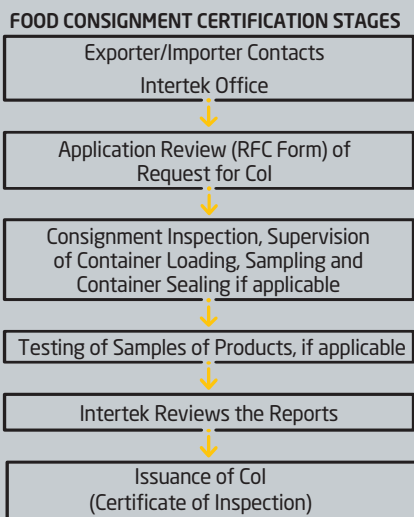 FOOD CONSIGNMENT CERTIFICATION STAGES
Exporter/Importer Contacts
Intertek Office
Application Review (RFC Form) of
Request for CoI
Consignment Inspection, Supervision
of Container Loading, Sampling and
Container Sealing if applicable
Testing of Samples of Products, if applicable
Intertek Reviews the Reports
Issuance of CoI
(Certificate of Inspection)